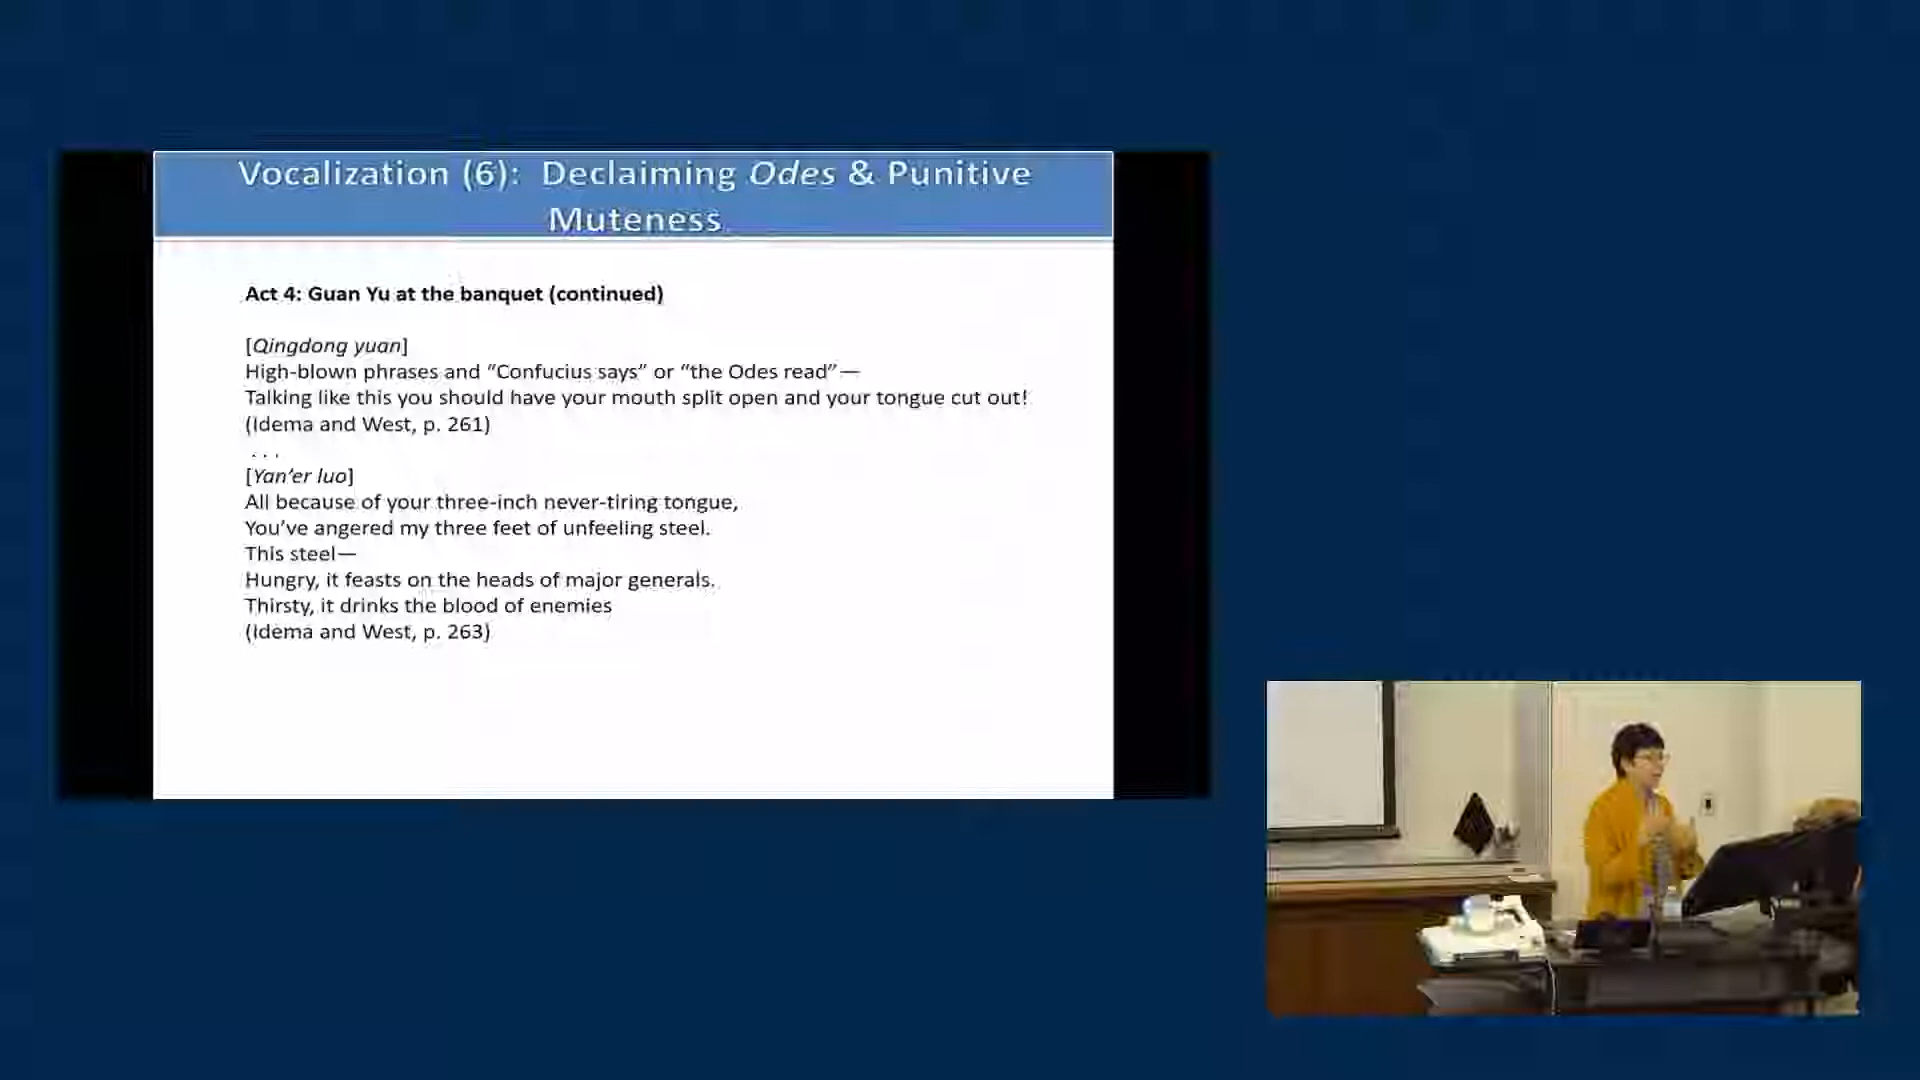 Vocalization (6): Declaiming Odes & Punitive
Muteness
Act 4: Guan Yu at the banquet (continued)
[Qingdong yuan]
High-blown phrases and “Confucius says” or “the Odes read”—
Talking like this you should have your mouth split open and your tongue cut out!
(Idema and West, p. 261)
. . .
[Yan’er luo]
All because of your three-inch never-tiring tongue,
You’ve angered my three feet of unfeeling steel.
This steel—
Hungry, it feasts on the heads of major generals.
Thirsty, it drinks the blood of enemies
(Idema and West, p. 263)